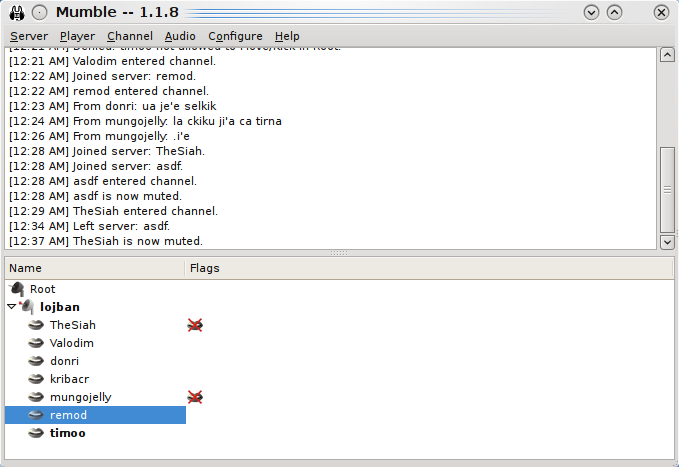 Mumble -- 1.1.8
Server Player Channel Audio Configure Help
[12:21 AM] Denied: timoo not allowed to Move/Kick in Root.
[12:21 AM] Valodim entered channel.
[12:22 AM] Joined server: remod.
[12:22 AM] remod entered channel.
[12:23 AM] From donri: ua je'e selkik
[12:24 AM] From mungojelly: la ckiku ji'a ca tirna
[12:26 AM] From mungojelly: .i'e
[12:28 AM] Joined server: TheSiah.
[12:28 AM] Joined server: asdf.
[12:28 AM] asdf entered channel.
[12:28 AM] asdf is now muted.
[12:29 AM] TheSiah entered channel.
[12:34 AM] Left server: asdf.
[12:37 AM] TheSiah is now muted.
Name Flags
Root
lojban
TheSiah
Valodim
donri
kribacr
mungojelly
remod
timoo